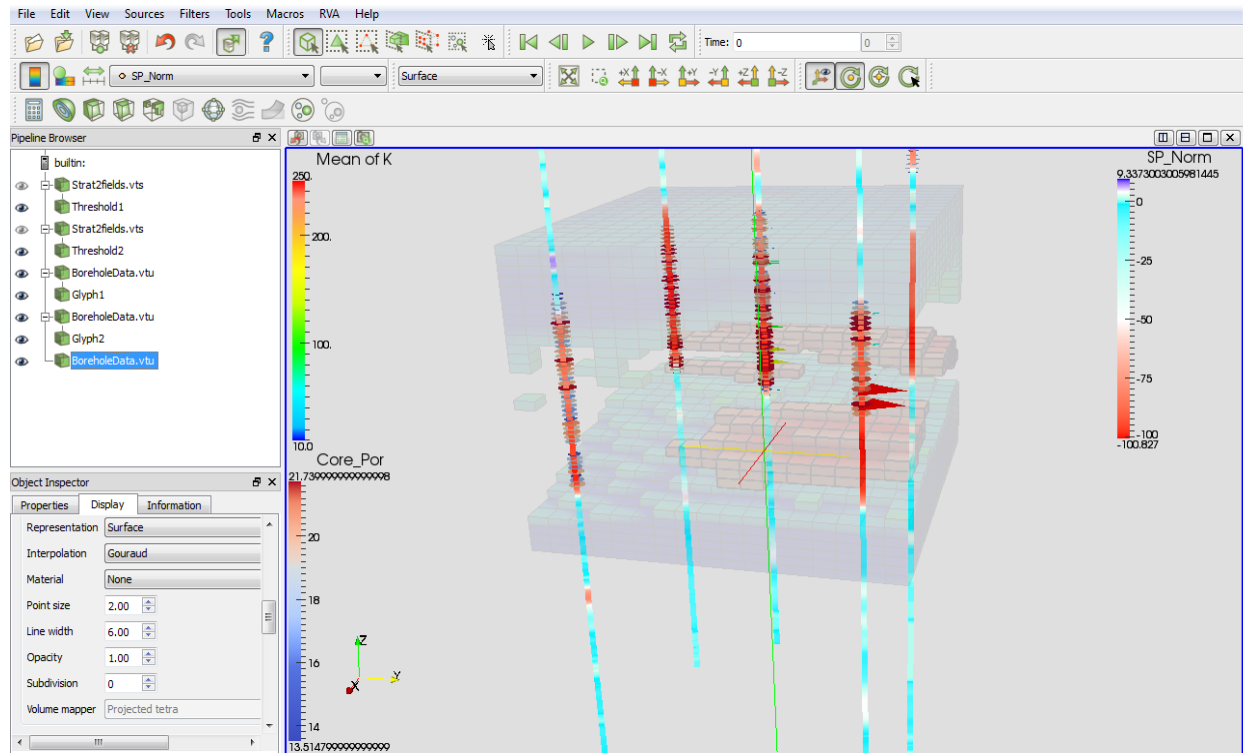 File Edit View Sources Filters Tools Macros RVA Help
Time: 0 0
SP_Norm Surface +X -X +Y -Y +Z -Z
Pipeline Browser
builtin:
Strat2fields.vts
Threshold1
Strat2fields.vts
Threshold2
BoreholeData.vtu
Glyph1
BoreholeData.vtu
Glyph2
BoreholeData.vtu
Object Inspector
Properties Display Information
Representation Surface
Interpolation Gouraud
Material None
Point size 2.00
Line width 6.00
Opacity 1.00
Subdivision 0
Volume mapper Projected tetra
Mean of K
250.
200.
100.
10.0
Core_Por
21.739999999999998
20
18
16
14
13.514799999999999
Z
Y
X
SP_Norm
9.3373003005981445
0
-25
-50
-75
-100
-100.827